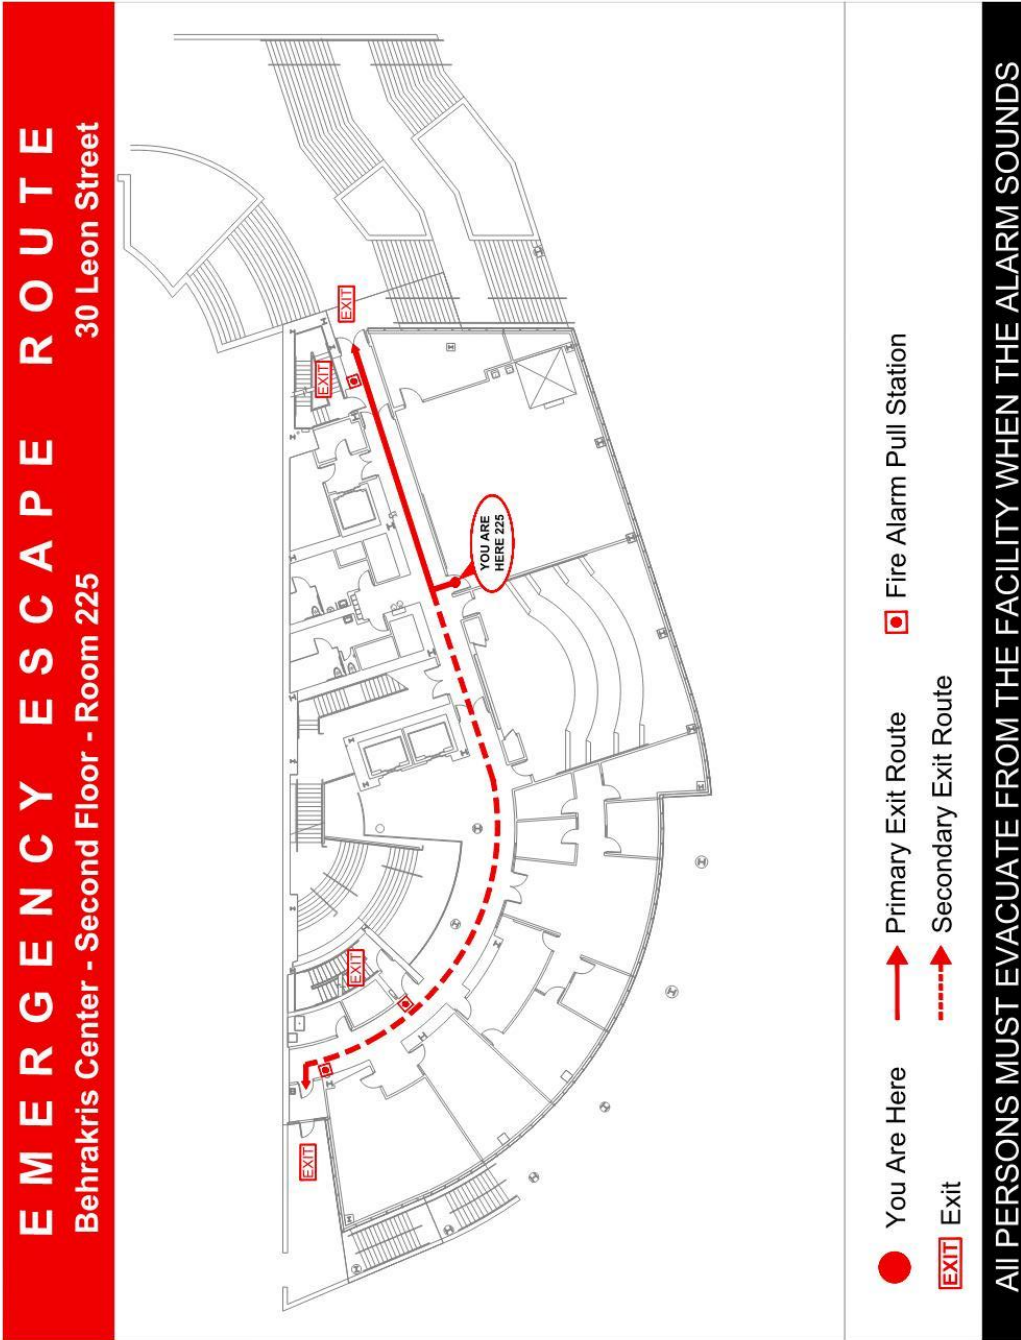 EMERGENCY ESCAPE ROUTE
Behrakris Center - Second Floor - Room 225
30 Leon Street
EXIT
EXIT
YOU ARE
HERE 225
EXIT
EXIT
You Are Here
Primary Exit Route
Fire Alarm Pull Station
EXIT Exit
Secondary Exit Route
All PERSONS MUST EVACUATE FROM THE FACILITY WHEN THE ALARM SOUNDS